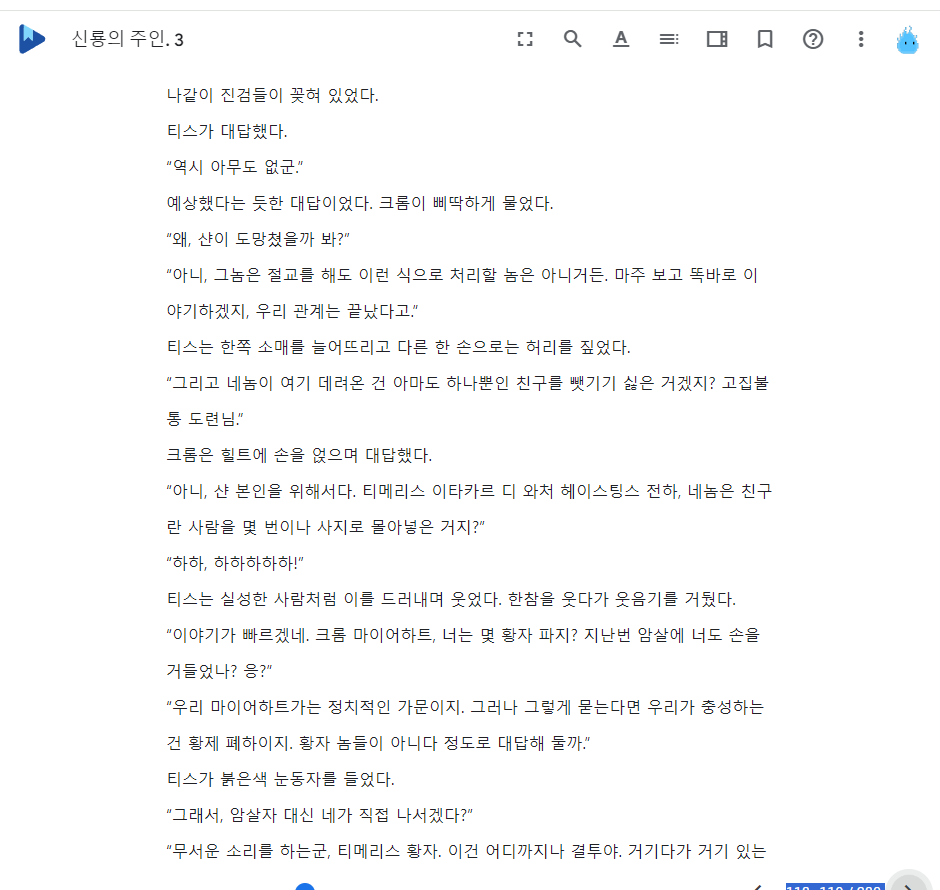 신룡의 주인. 3
나같이 진검들이 꽂혀 있었다.
티스가 대답했다.
“역시 아무도 없군.”
예상했다는 듯한 대답이었다. 크롬이 삐딱하게 물었다.
“왜, 샨이 도망쳤을까 봐?”
“아니, 그놈은 절교를 해도 이런 식으로 처리할 놈은 아니거든. 마주 보고 똑바로 이
야기하겠지, 우리 관계는 끝났다고.”
티스는 한쪽 소매를 늘어뜨리고 다른 한 손으로는 허리를 짚었다.
“그리고 네놈이 여기 데려온 건 아마도 하나뿐인 친구를 뺏기기 싫은 거겠지? 고집불
통 도련님.”
크롬은 힐트에 손을 얹으며 대답했다.
“아니, 샨 본인을 위해서다. 티메리스 이타카르 디 와처 헤이스팅스 전하, 네놈은 친구
란 사람을 몇 번이나 사지로 몰아넣은 거지?”
“하하, 하하하하하!”
티스는 실성한 사람처럼 이를 드러내며 웃었다. 한참을 웃다가 웃음기를 거뒀다.
“이야기가 빠르겠네. 크롬 마이어하트, 너는 몇 황자 파지? 지난번 암살에 너도 손을
거들었나? 응?”
“우리 마이어하트가는 정치적인 가문이지. 그러나 그렇게 묻는다면 우리가 충성하는
건 황제 폐하이지. 황자 놈들이 아니다 정도로 대답해 둘까.”
티스가 붉은색 눈동자를 들었다.
“그래서, 암살자 대신 네가 직접 나서겠다?”
“무서운 소리를 하는군, 티메리스 황자. 이건 어디까지나 결투야. 거기다가 거기 있는